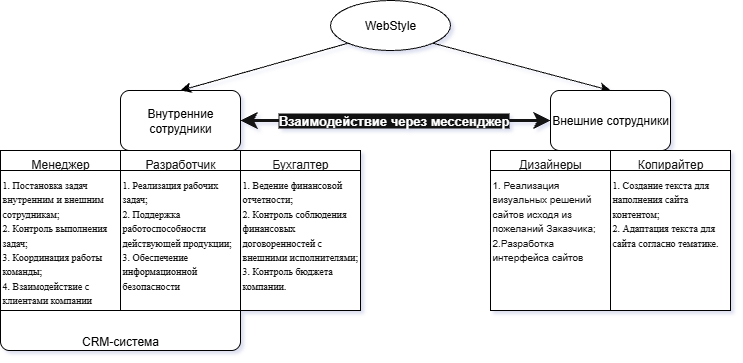 WebStyle
Внутренние
сотрудники
Взаимодействие через мессенджер
Внешние сотрудники
Менеджер
1. Постановка задач
внутренним и внешним
сотрудникам;
2. Контроль выполнения
задач;
3. Координация работы
команды;
4. Взаимодействие с
клиентами компании
Разработчик
1. Реализация рабочих
задач;
2. Поддержка
работоспособности
действующей продукции;
3. Обеспечение
информационной
безопасности
Бухгалтер
1. Ведение финансовой
отчетности;
2. Контроль соблюдения
финансовых
договоренностей с
внешними исполнителями;
3. Контроль бюджета
компании.
Дизайнеры
1. Реализация
визуальных решений
сайтов исходя из
пожеланий Заказчика;
2.Разработка
интерфейса сайтов
Копирайтер
1. Создание текста для
наполнения сайта
контентом;
2. Адаптация текста для
сайта согласно тематике.
CRM-система